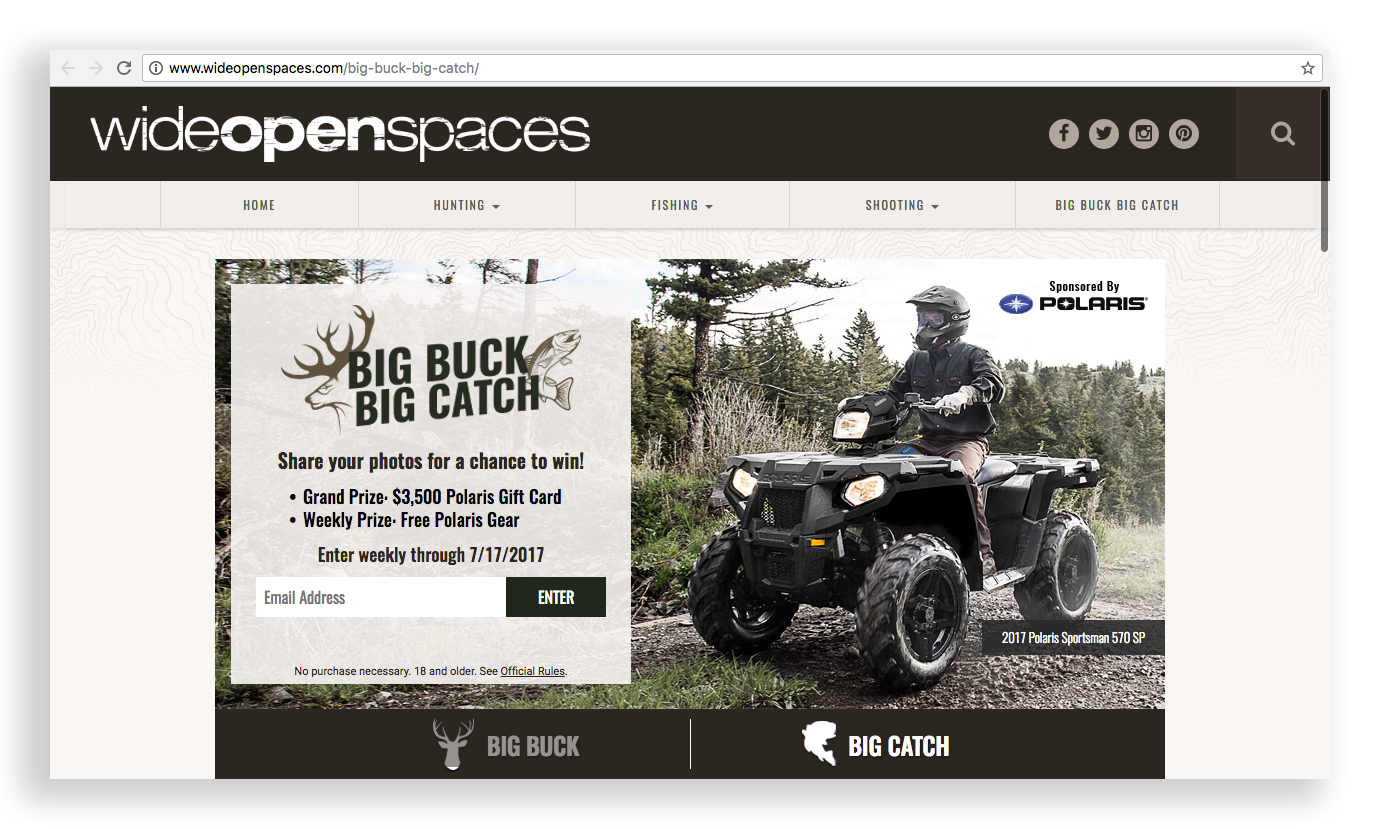 www.wideopenspaces.com/big-buck-big-catch/
wideopenspaces
HOME
HUNTING
FISHING
SHOOTING
BIG BUCK BIG CATCH
Sponsored By
POLARIS
BIG BUCK
BIG CATCH
Share your photos for a chance to win!
• Grand Prize: $3,500 Polaris Gift Card
• Weekly Prize: Free Polaris Gear
Enter weekly through 7/17/2017
Email Address
ENTER
No purchase necessary. 18 and older. See Official Rules.
POLARIS
2017 Polaris Sportsman 570 SP
BIG BUCK
BIG CATCH